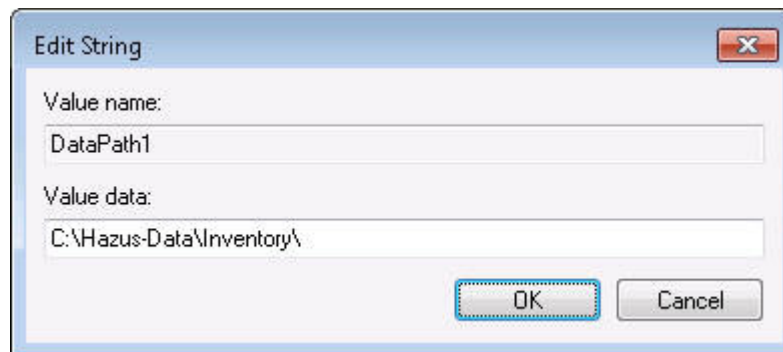 Edit String
Value name:
DataPath1
Value data:
C:\Hazus-Data\Inventory\
OK Cancel